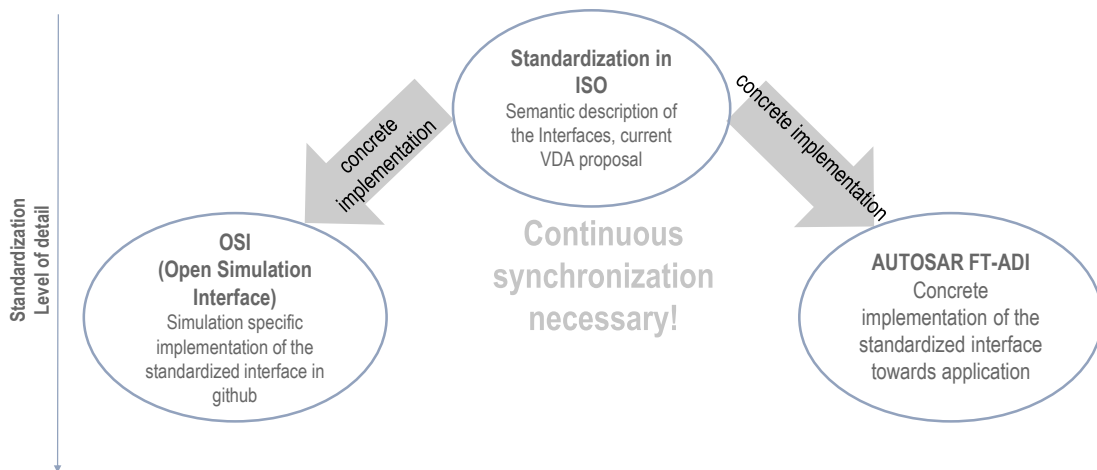 Standardization in
ISO
Semantic description of
the Interfaces, current
VDA proposal
concrete
implementation
concrete implementation
Standardization
Level of detail
OSI
(Open Simulation
Interface)
Simulation specific
implementation of the
standardized interface in
github
Continuous
synchronization
necessary!
AUTOSAR FT-ADI
Concrete
implementation of the
standardized interface
towards application